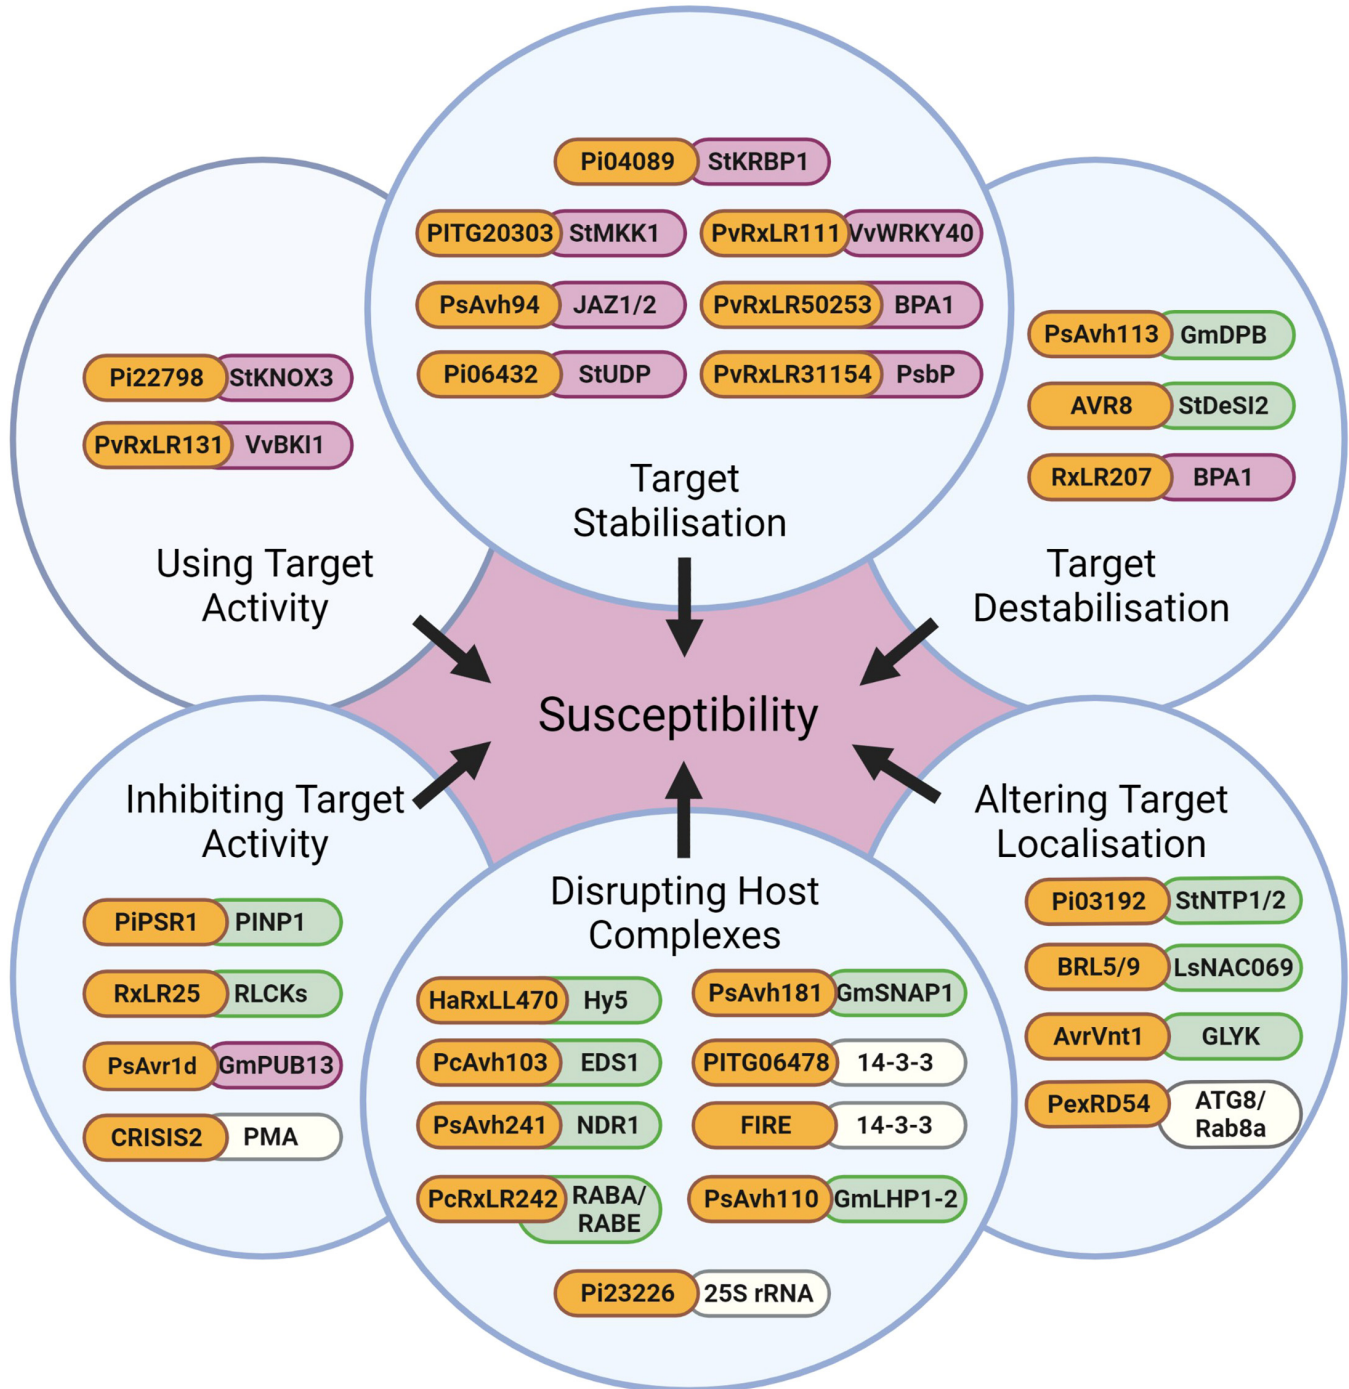 Pi04089 StKRBP1
PITG20303 StMKK1
PvRxLR111 VvWRKY40
PsAvh94 JAZ1/2
PvRxLR50253 BPA1
Pi06432 StUDP
PvRxLR31154 PsbP
Target
Stabilisation
Pi22798 StKNOX3
PvRxLR131 VvBKI1
Using Target
Activity
PsAvh113 GmDPB
AVR8 StDeSI2
RxLR207 BPA1
Target
Destabilisation
Susceptibility
Inhibiting Target
Activity
PiPSR1 PINP1
RxLR25 RLCKs
PsAvr1d GmPUB13
CRISIS2 PMA
Disrupting Host
Complexes
HaRxLL470 Hy5
PsAvh181 GmSNAP1
PcAvh103 EDS1
PITG06478 14-3-3
PsAvh241 NDR1
FIRE 14-3-3
PcRxLR242 RABA/
RABE
PsAvh110 GmLHP1-2
Pi23226 25S rRNA
Altering Target
Localisation
Pi03192 StNTP1/2
BRL5/9 LsNAC069
AvrVnt1 GLYK
PexRD54 ATG8/
Rab8a